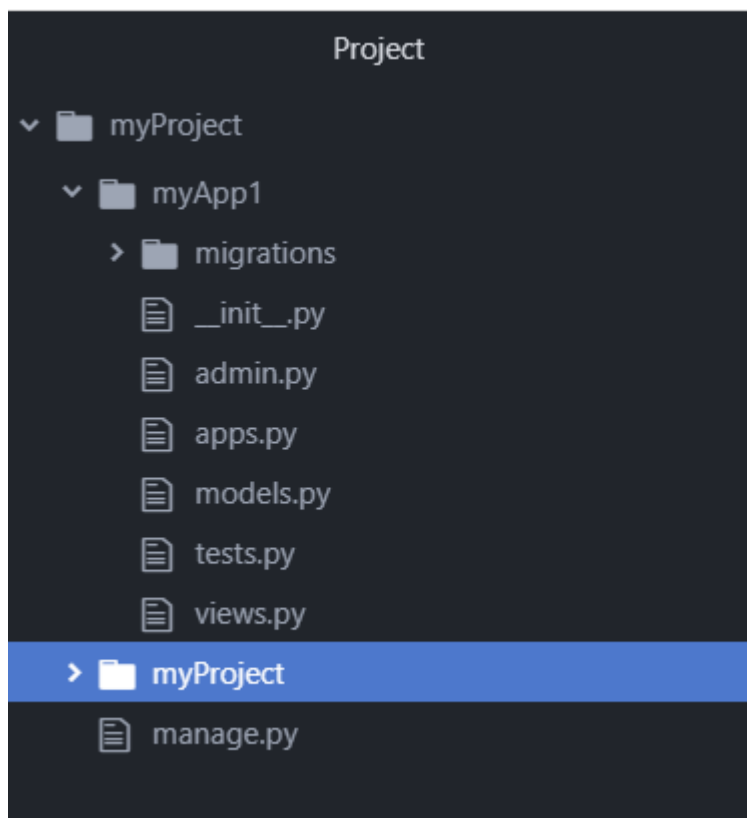 Project
myProject
myApp1
migrations
__init__.py
admin.py
apps.py
models.py
tests.py
views.py
myProject
manage.py